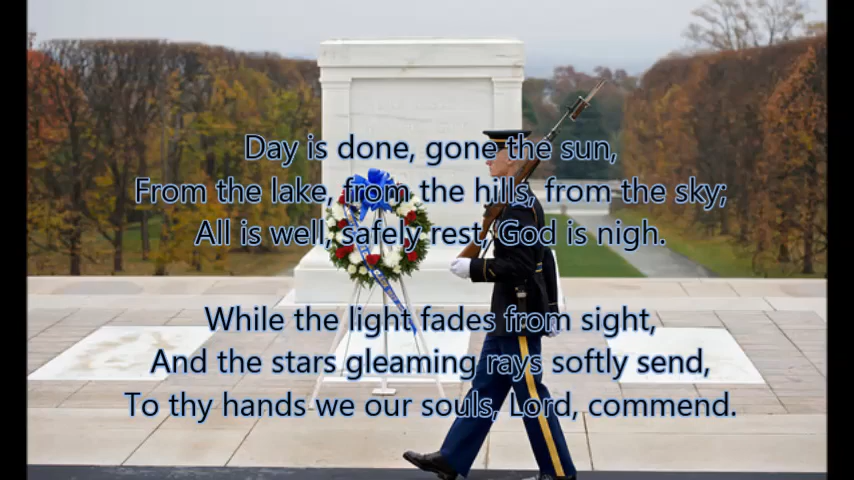 Day is done, gone the sun,
From the lake, from the hills, from the sky;
All is well, safely rest, God is nigh.
While the light fades from sight,
And the stars gleaming rays softly send,
To thy hands we our souls, Lord, commend.